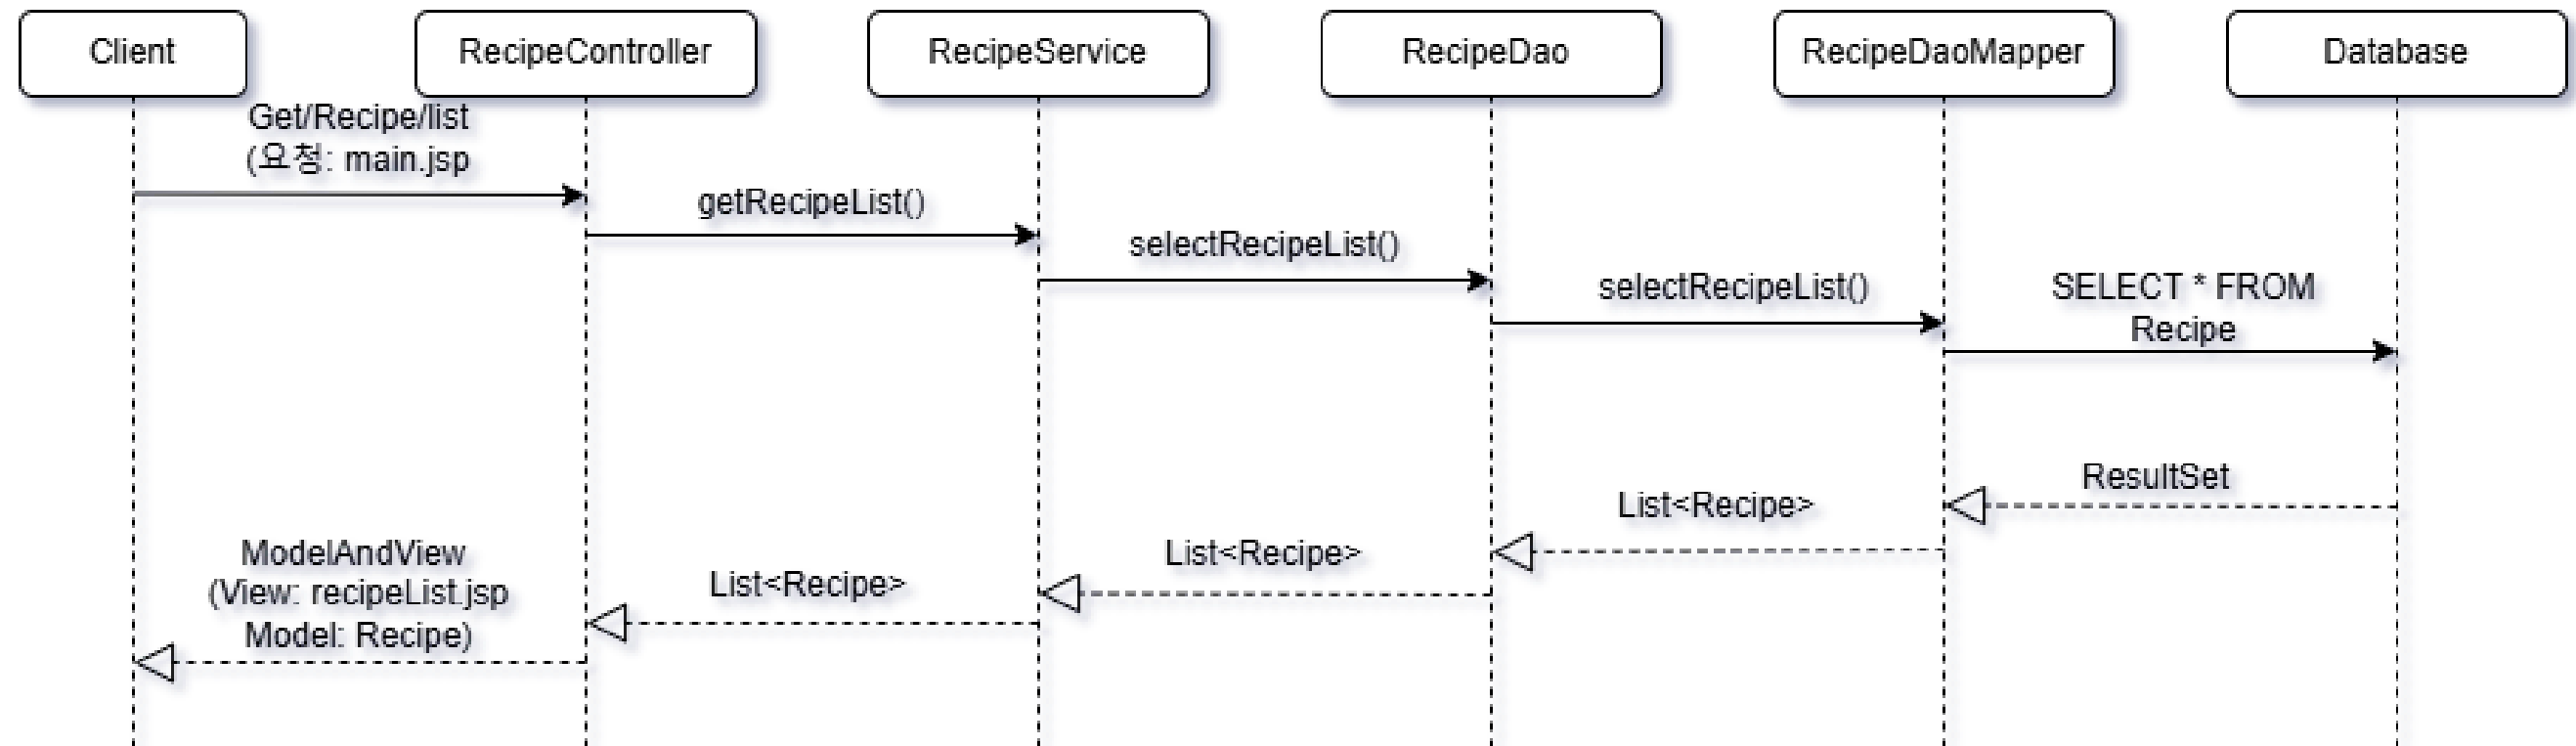 Client
RecipeController
RecipeService
RecipeDao
RecipeDaoMapper
Database
Get/Recipe/list
(요청: main.jsp
getRecipeList()
selectRecipeList()
selectRecipeList()
SELECT * FROM
Recipe
ResultSet
List<Recipe>
List<Recipe>
List<Recipe>
ModelAndView
(View: recipeList.jsp
Model: Recipe)